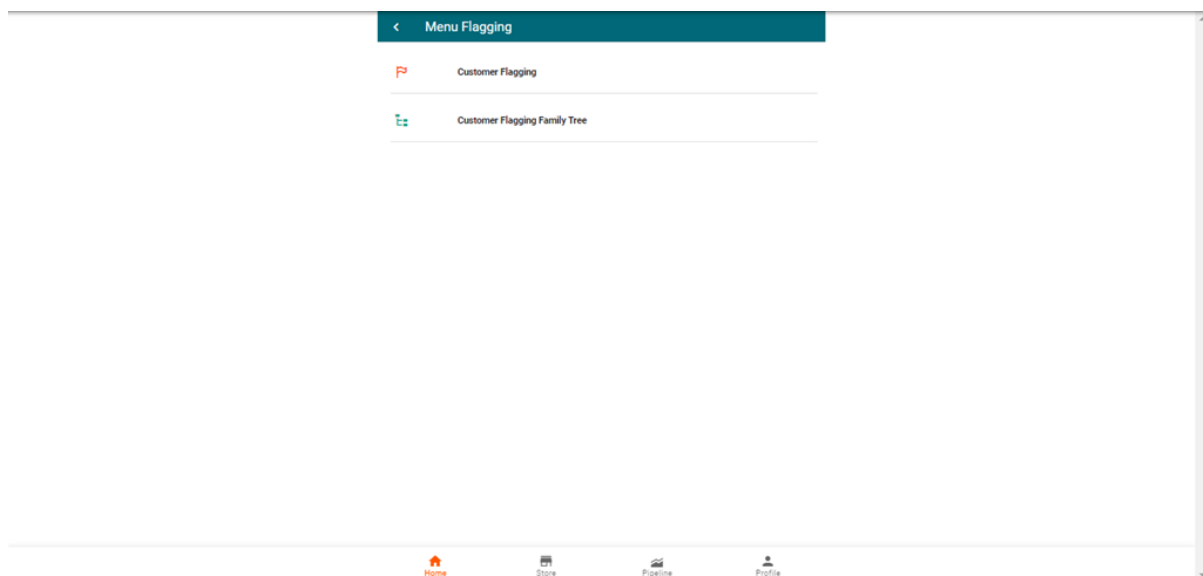 Menu Flagging
Customer Flagging
Customer Flagging Family Tree
Home
Store
Pipeline
Profile